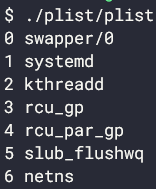 $ ./plist/plist
0 swapper/0
1 systemd
2 kthreadd
3 rcu_gp
4 rcu_par_gp
5 slub_flushwq
6 netns